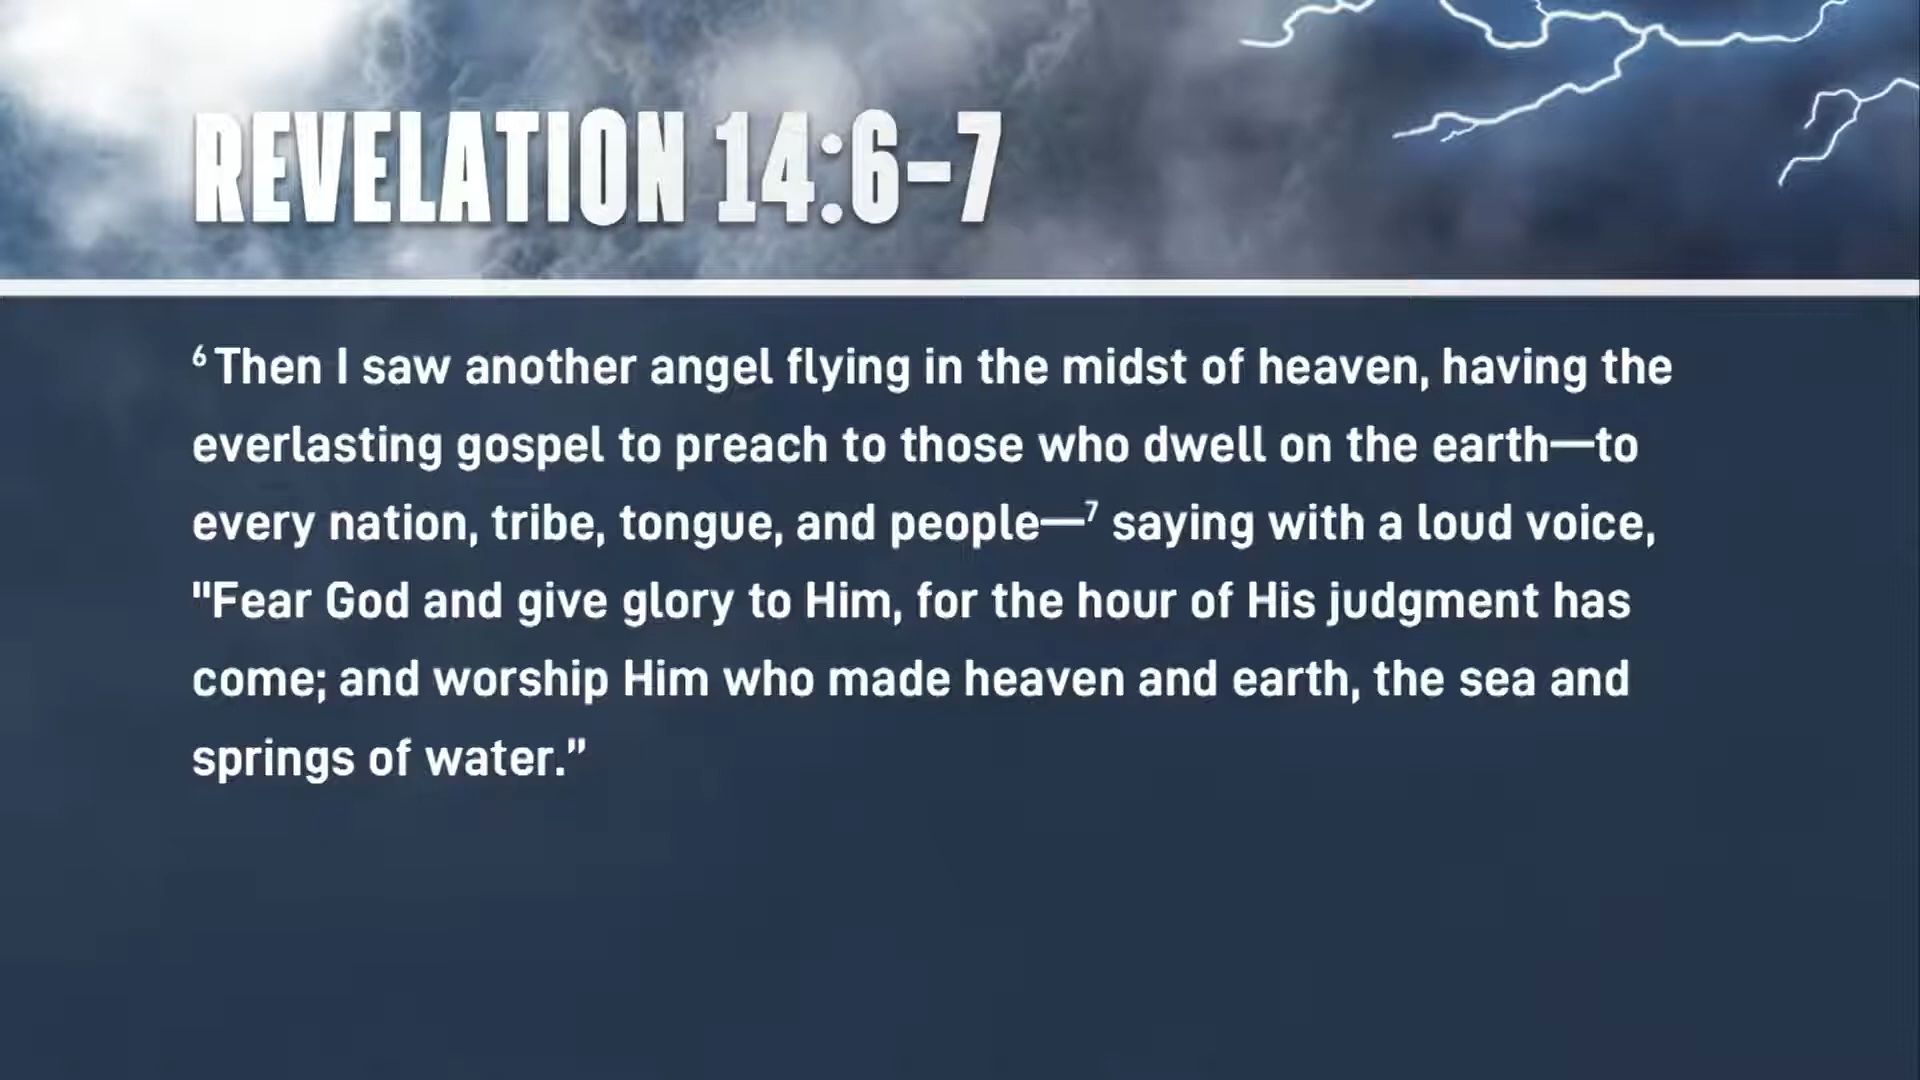 REVELATION 14:6–7
⁶ Then I saw another angel flying in the midst of heaven, having the
everlasting gospel to preach to those who dwell on the earth—to
every nation, tribe, tongue, and people—⁷ saying with a loud voice,
"Fear God and give glory to Him, for the hour of His judgment has
come; and worship Him who made heaven and earth, the sea and
springs of water.”